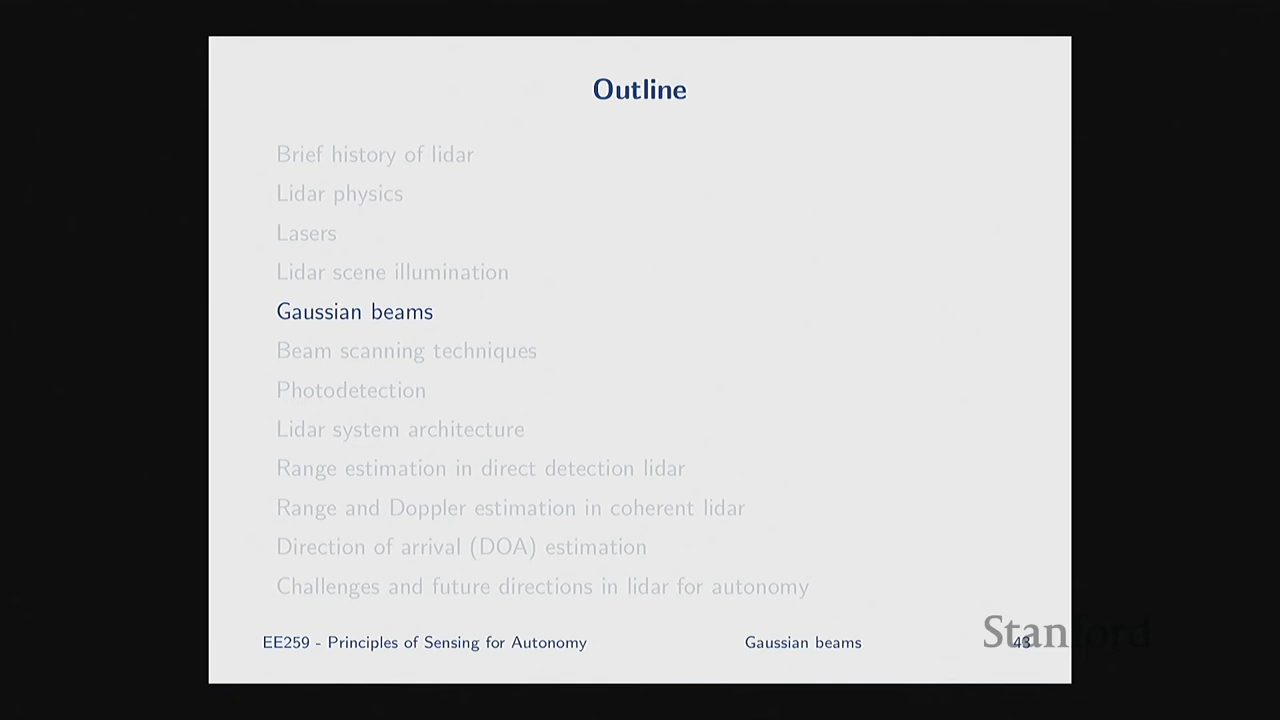 Outline
Brief history of lidar
Lidar physics
Lasers
Lidar scene illumination
Gaussian beams
Beam scanning techniques
Photodetection
Lidar system architecture
Range estimation in direct detection lidar
Range and Doppler estimation in coherent lidar
Direction of arrival (DOA) estimation
Challenges and future directions in lidar for autonomy
EE259 - Principles of Sensing for Autonomy
Gaussian beams
43
Stanford